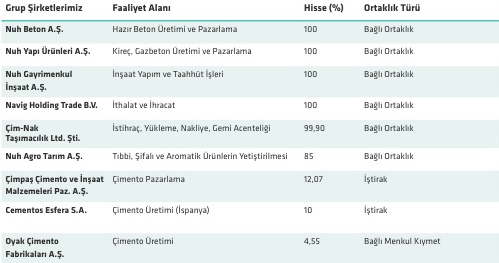 Grup Şirketlerimiz Faaliyet Alanı Hisse (%) Ortaklık Türü
Nuh Beton A.Ş. Hazır Beton Üretimi ve Pazarlama 100 Bağlı Ortaklık
Nuh Yapı Ürünleri A.Ş. Kireç, Gazbeton Üretimi ve Pazarlama 100 Bağlı Ortaklık
Nuh Gayrimenkul İnşaat Yapım ve Taahhüt İşleri 100 Bağlı Ortaklık
İnşaat A.Ş.
Navig Holding Trade B.V. İthalat ve İhracat 100 Bağlı Ortaklık
Çim-Nak İstihraç, Yükleme, Nakliye, Gemi Acenteliği 99,90 Bağlı Ortaklık
Taşımacılık Ltd. Şti.
Nuh Agro Tarım A.Ş. Tıbbi, Şifalı ve Aromatik Ürünlerin Yetiştirilmesi 85 Bağlı Ortaklık
Çimpaş Çimento ve İnşaat Çimento Pazarlama 12,07 İştirak
Malzemeleri Paz. A.Ş.
Cementos Esfera S.A. Çimento Üretimi (İspanya) 10 İştirak
Oyak Çimento Çimento Üretimi 4,55 Bağlı Menkul Kıymet
Fabrikaları A.Ş.